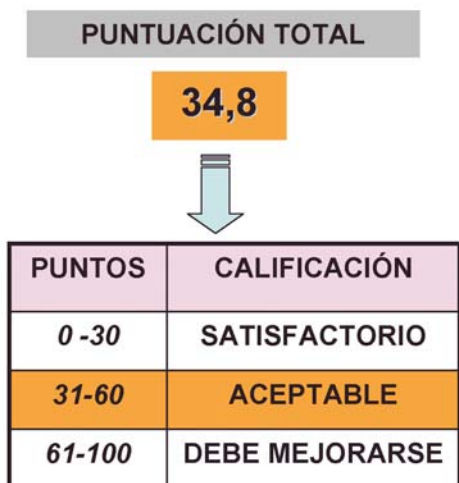 PUNTUACIÓN TOTAL
34,8
PUNTOS CALIFICACIÓN
0 -30 SATISFACTORIO
31-60 ACEPTABLE
61-100 DEBE MEJORARSE